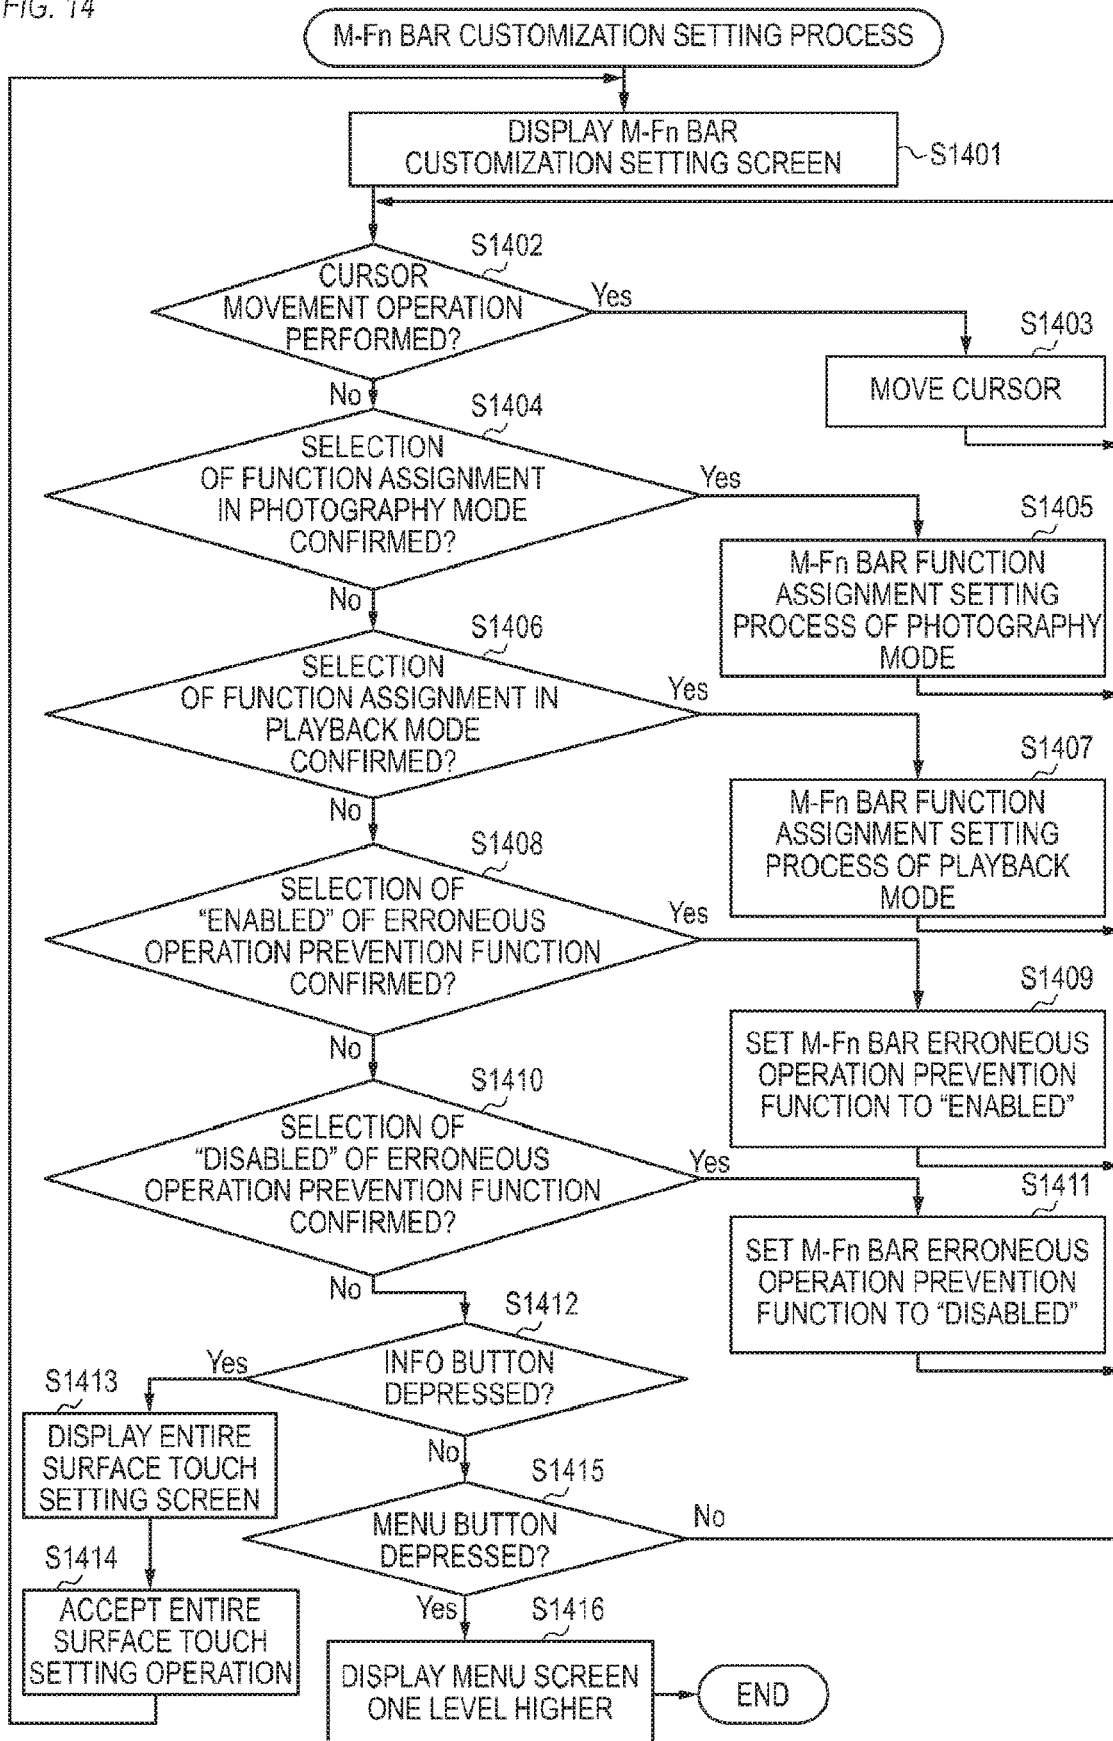 FIG. 14
M-Fn BAR CUSTOMIZATION SETTING PROCESS
DISPLAY M-Fn BAR
CUSTOMIZATION SETTING SCREEN
S1401
S1402
CURSOR
MOVEMENT OPERATION
PERFORMED?
Yes
No
S1403
MOVE CURSOR
S1404
SELECTION
OF FUNCTION ASSIGNMENT
IN PHOTOGRAPHY MODE
CONFIRMED?
Yes
No
S1405
M-Fn BAR FUNCTION
ASSIGNMENT SETTING
PROCESS OF PHOTOGRAPHY
MODE
S1406
SELECTION
OF FUNCTION ASSIGNMENT IN
PLAYBACK MODE
CONFIRMED?
Yes
No
S1407
M-Fn BAR FUNCTION
ASSIGNMENT SETTING
PROCESS OF PLAYBACK
MODE
S1408
SELECTION OF
“ENABLED” OF ERRONEOUS
OPERATION PREVENTION FUNCTION
CONFIRMED?
Yes
No
S1409
SET M-Fn BAR ERRONEOUS
OPERATION PREVENTION
FUNCTION TO “ENABLED”
S1410
SELECTION OF
“DISABLED” OF ERRONEOUS
OPERATION PREVENTION FUNCTION
CONFIRMED?
Yes
No
S1411
SET M-Fn BAR ERRONEOUS
OPERATION PREVENTION
FUNCTION TO “DISABLED”
S1412
INFO BUTTON
DEPRESSED?
Yes
No
S1413
DISPLAY ENTIRE
SURFACE TOUCH
SETTING SCREEN
S1414
ACCEPT ENTIRE
SURFACE TOUCH
SETTING OPERATION
S1415
MENU BUTTON
DEPRESSED?
No
Yes
S1416
DISPLAY MENU SCREEN
ONE LEVEL HIGHER
END